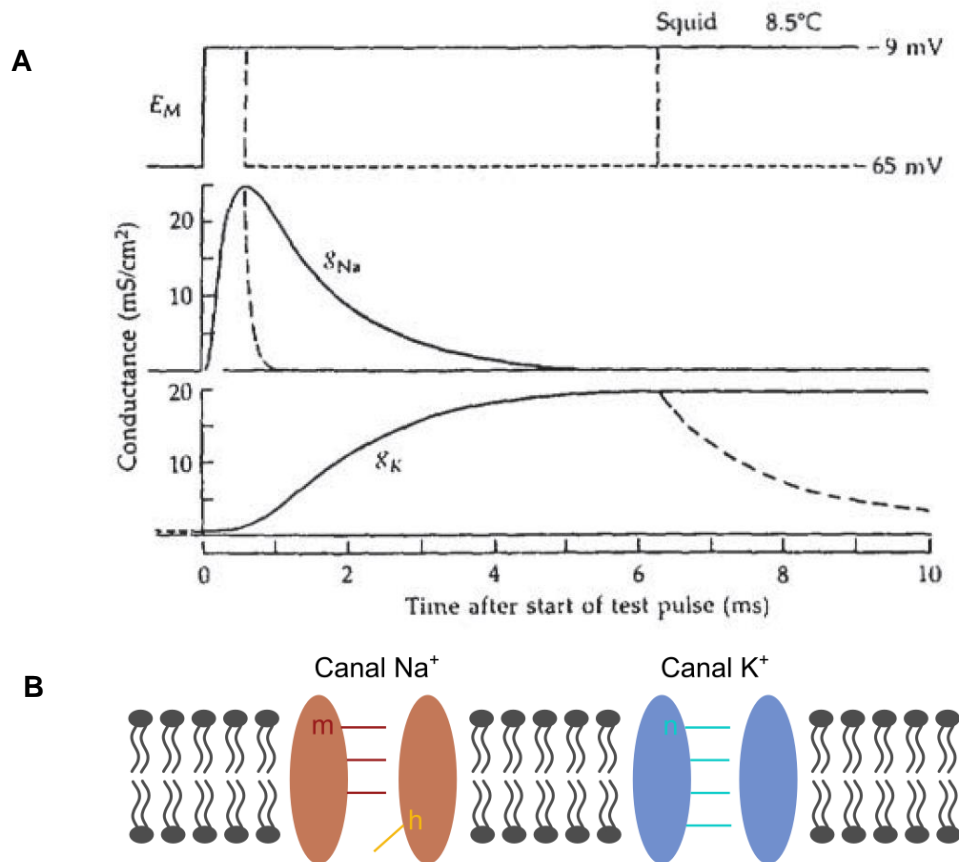 Squid 8.5°C
A
E_M
- 9 mV
65 mV
Conductance (mS/cm²)
20
10
g_Na
20
10
g_K
0 2 4 6 8 10
Time after start of test pulse (ms)
B
Canal Na⁺ Canal K⁺
m n
h